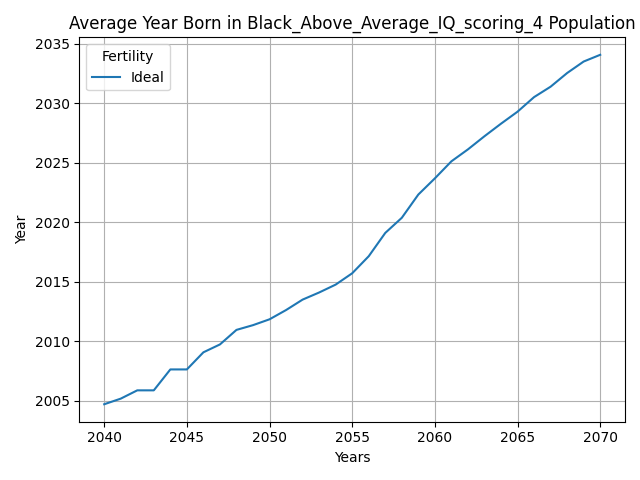 Average Year Born in Black_Above_Average_IQ_scoring_4 Population
Fertility
Ideal
2035
2030
2025
2020
2015
2010
2005
Year
2040 2045 2050 2055 2060 2065 2070
Years